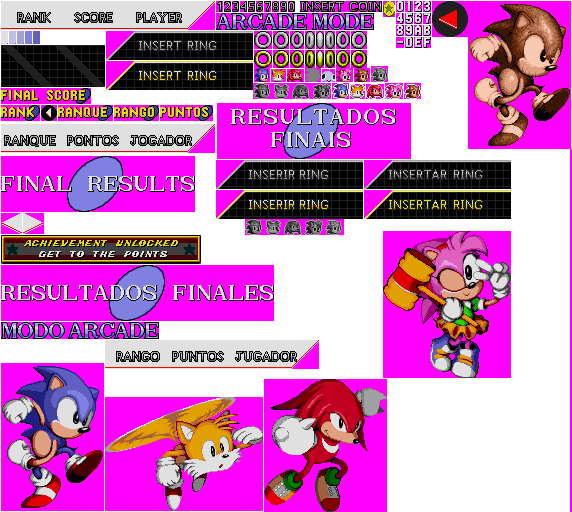 RANK SCORE PLAYER
1234567890 INSERT COIN
ARCADE MODE
0123
4567
89AB
-DEF
INSERT RING
INSERT RING
FINAL SCORE
RANK RANQUE RANGO PUNTOS
RANQUE PONTOS JOGADOR
RESULTADOS
FINAIS
FINAL RESULTS
INSERIR RING
INSERTAR RING
INSERIR RING
INSERTAR RING
ACHIEVEMENT UNLOCKED
GET TO THE POINTS
RESULTADOS FINALES
MODO ARCADE
RANGO PUNTOS JUGADOR